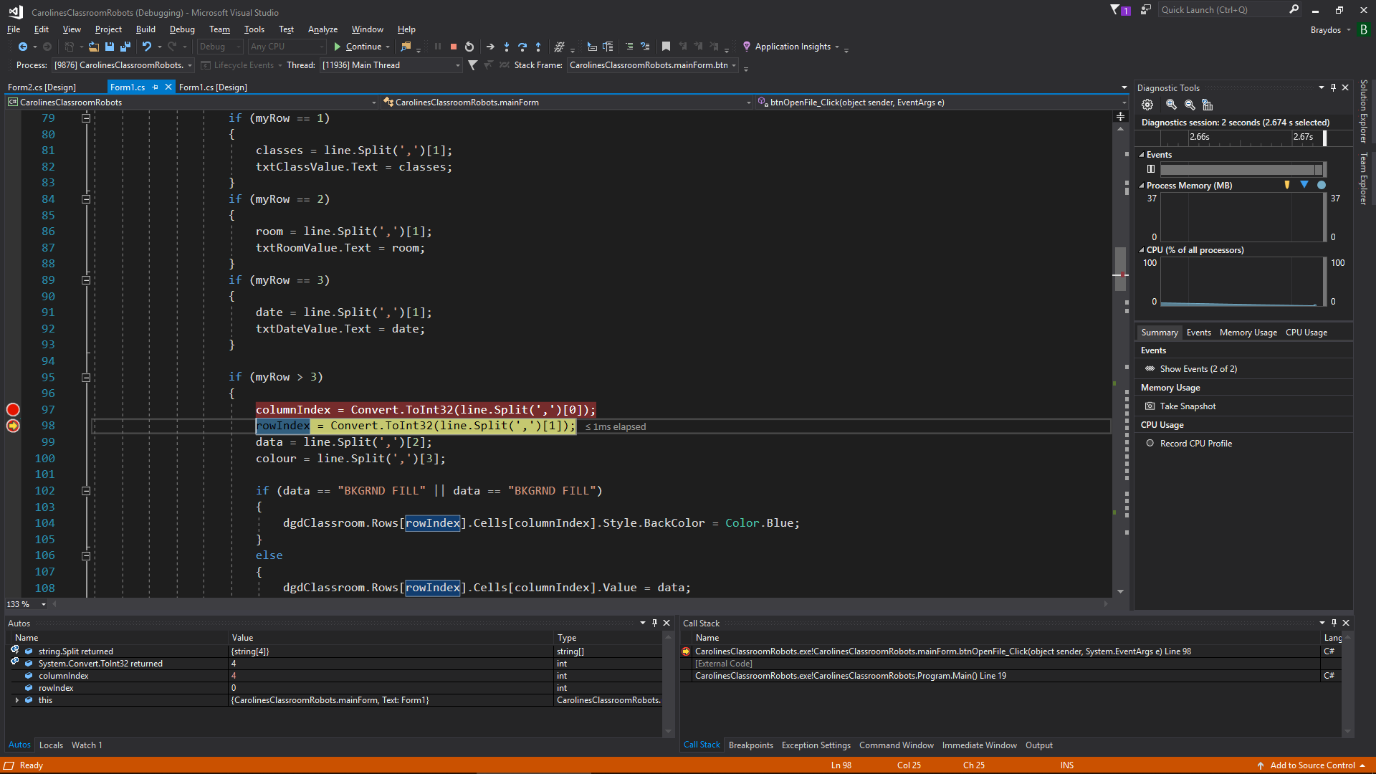 CarolinesClassroomRobots (Debugging) - Microsoft Visual Studio
1
Quick Launch (Ctrl+Q)
File Edit View Project Build Debug Team Tools Test Analyze Window Help
Braydos B
Debug Any CPU Continue Application Insights
Process: [9876] CarolinesClassroomRobots. Lifecycle Events Thread: [11936] Main Thread Stack Frame: CarolinesClassroomRobots.mainForm.btn
Form2.cs [Design] Form1.cs Form1.cs [Design]
CarolinesClassroomRobots CarolinesClassroomRobots.mainForm btnOpenFile_Click(object sender, EventArgs e)
79 if (myRow == 1)
80 {
81 classes = line.Split(',')[1];
82 txtClassValue.Text = classes;
83 }
84 if (myRow == 2)
85 {
86 room = line.Split(',')[1];
87 txtRoomValue.Text = room;
88 }
89 if (myRow == 3)
90 {
91 date = line.Split(',')[1];
92 txtDateValue.Text = date;
93 }
94
95 if (myRow > 3)
96 {
97 columnIndex = Convert.ToInt32(line.Split(',')[0]);
98 rowIndex = Convert.ToInt32(line.Split(',')[1]); ≤ 1ms elapsed
99 data = line.Split(',')[2];
100 colour = line.Split(',')[3];
101
102 if (data == "BKGRND FILL" || data == "BKGRND FILL")
103 {
104 dgdClassroom.Rows[rowIndex].Cells[columnIndex].Style.BackColor = Color.Blue;
105 }
106 else
107 {
108 dgdClassroom.Rows[rowIndex].Cells[columnIndex].Value = data;
133 %
Diagnostic Tools
Diagnostics session: 2 seconds (2.674 s selected)
2.66s 2.67s
Events
Process Memory (MB)
37 37
0 0
CPU (% of all processors)
100 100
0 0
Summary Events Memory Usage CPU Usage
Events
Show Events (2 of 2)
Memory Usage
Take Snapshot
CPU Usage
Record CPU Profile
Solution Explorer
Team Explorer
Autos
Name Value Type
string.Split returned {string[4]} string[]
System.Convert.ToInt32 returned 4 int
columnIndex 4 int
rowIndex 0 int
this {CarolinesClassroomRobots.mainForm, Text: Form1} CarolinesClassroomRobots.
Autos Locals Watch 1
Call Stack
Name Lang
CarolinesClassroomRobots.exe!CarolinesClassroomRobots.mainForm.btnOpenFile_Click(object sender, System.EventArgs e) Line 98 C#
[External Code]
CarolinesClassroomRobots.exe!CarolinesClassroomRobots.Program.Main() Line 19 C#
Call Stack Breakpoints Exception Settings Command Window Immediate Window Output
Ready Ln 98 Col 25 Ch 25 INS Add to Source Control